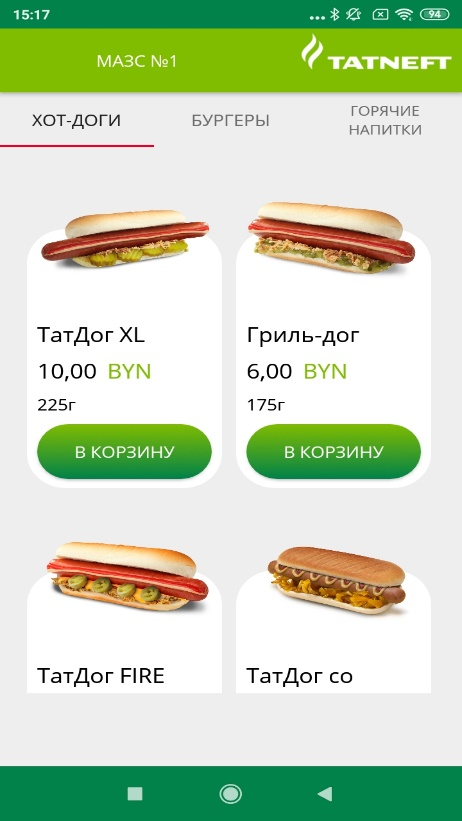 15:17
94
МАЗС №1
TATNEFT
ХОТ-ДОГИ
БУРГЕРЫ
ГОРЯЧИЕ
НАПИТКИ
ТатДог XL
10,00 BYN
225г
В КОРЗИНУ
Гриль-дог
6,00 BYN
175г
В КОРЗИНУ
ТатДог FIRE
ТатДог со